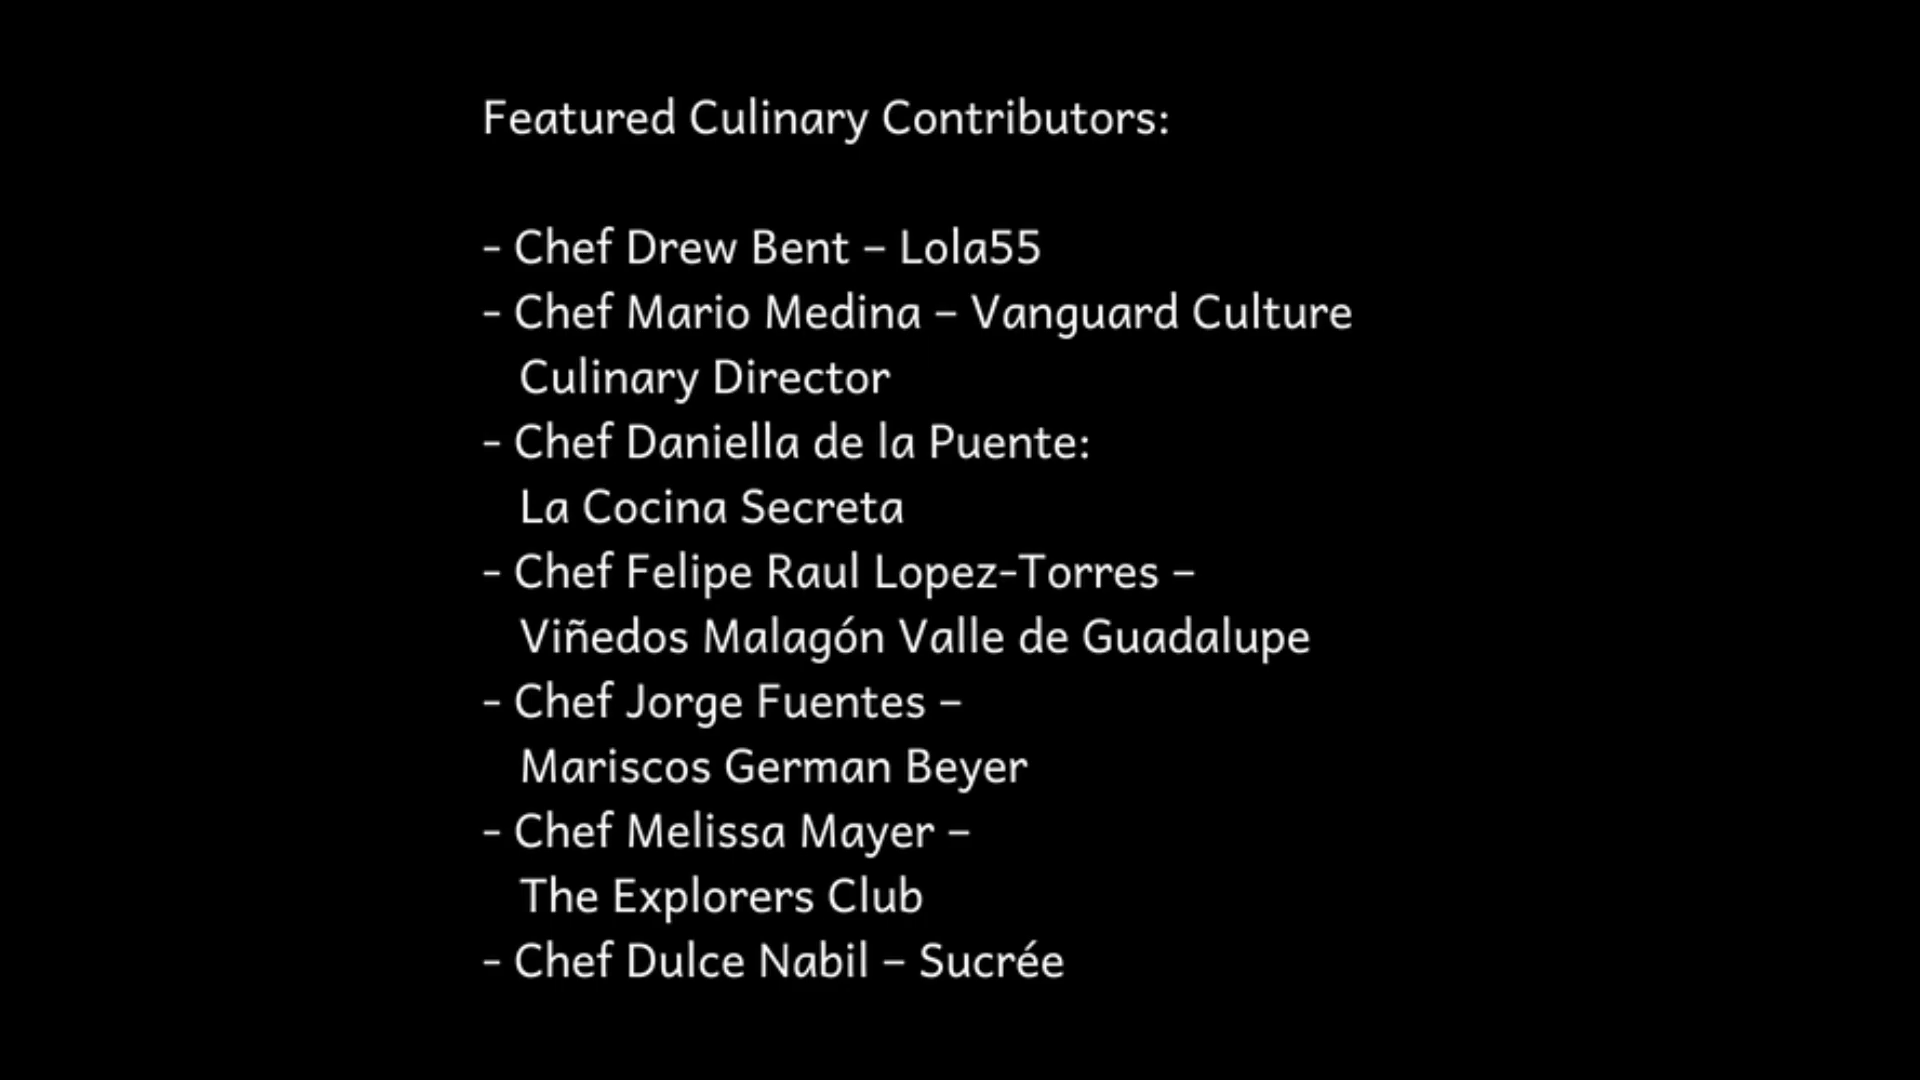 Featured Culinary Contributors:
- Chef Drew Bent – Lola55
- Chef Mario Medina – Vanguard Culture
Culinary Director
- Chef Daniella de la Puente:
La Cocina Secreta
- Chef Felipe Raul Lopez-Torres –
Viñedos Malagón Valle de Guadalupe
- Chef Jorge Fuentes –
Mariscos German Beyer
- Chef Melissa Mayer –
The Explorers Club
- Chef Dulce Nabil – Sucrée